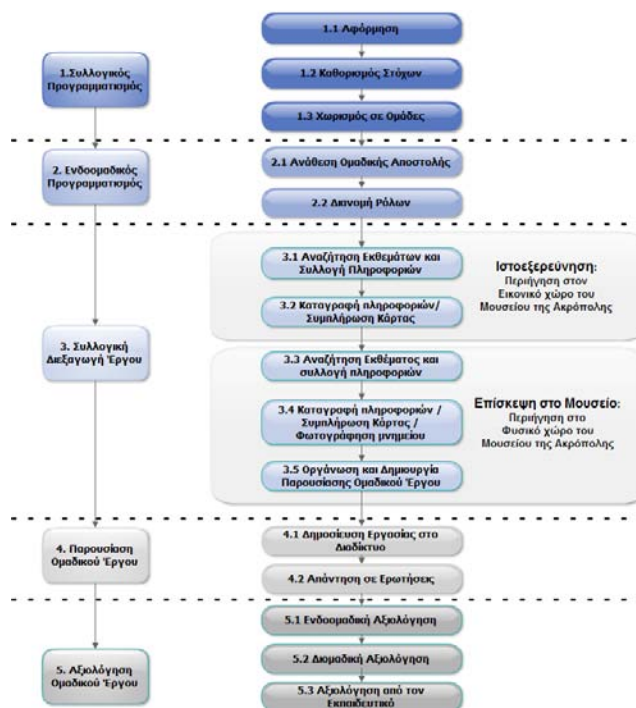 1.1 Αφόρμηση
1.Συλλογικός
Προγραμματισμός
1.2 Καθορισμός Στόχων
1.3 Χωρισμός σε Ομάδες
2. Ενδοομαδικός
Προγραμματισμός
2.1 Ανάθεση Ομαδικής Αποστολής
2.2 Διανομή Ρόλων
3. Συλλογική
Διεξαγωγή Έργου
3.1 Αναζήτηση Εκθεμάτων και
Συλλογή Πληροφοριών
3.2 Καταγραφή πληροφοριών/
Συμπλήρωση Κάρτας
Ιστοεξερεύνηση:
Περιήγηση στον
Εικονικό χώρο του
Μουσείου της Ακρόπολης
3.3 Αναζήτηση Εκθέματος και
συλλογή πληροφοριών
3.4 Καταγραφή πληροφοριών /
Συμπλήρωση Κάρτας /
Φωτογράφηση μνημείου
3.5 Οργάνωση και Δημιουργία
Παρουσίασης Ομαδικού Έργου
Επίσκεψη στο Μουσείο:
Περιήγηση στο
Φυσικό χώρο του
Μουσείου της Ακρόπολης
4. Παρουσίαση
Ομαδικού Έργου
4.1 Δημοσίευση Εργασίας στο
Διαδίκτυο
4.2 Απάντηση σε Ερωτήσεις
5. Αξιολόγηση
Ομαδικού Έργου
5.1 Ενδοομαδική Αξιολόγηση
5.2 Διομαδική Αξιολόγηση
5.3 Αξιολόγηση από τον
Εκπαιδευτικό